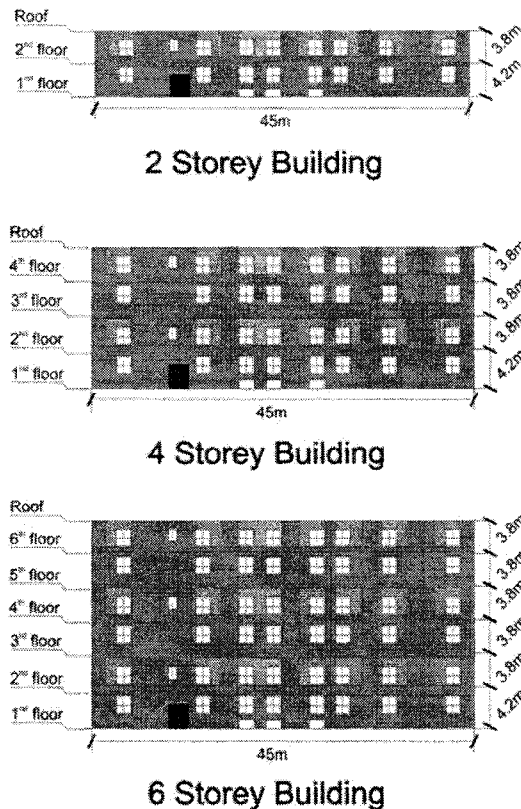 Roof
2nd floor
1st floor
3.8m
4.2m
45m
2 Storey Building
Roof
4th floor
3rd floor
2nd floor
1st floor
3.8m
3.8m
3.8m
4.2m
45m
4 Storey Building
Roof
6th floor
5th floor
4th floor
3rd floor
2nd floor
1st floor
3.8m
3.8m
3.8m
3.8m
3.8m
4.2m
45m
6 Storey Building